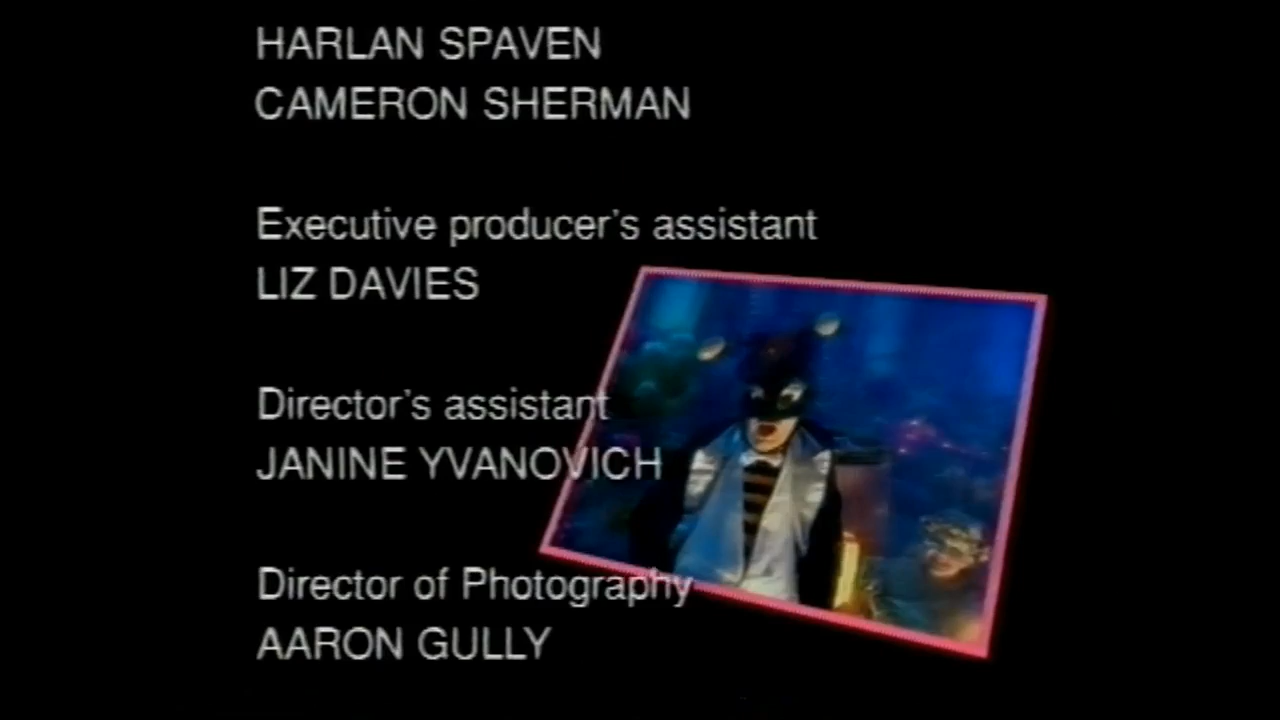 HARLAN SPAVEN
CAMERON SHERMAN
Executive producer's assistant
LIZ DAVIES
Director's assistant
JANINE YVANOVICH
Director of Photography
AARON GULLY